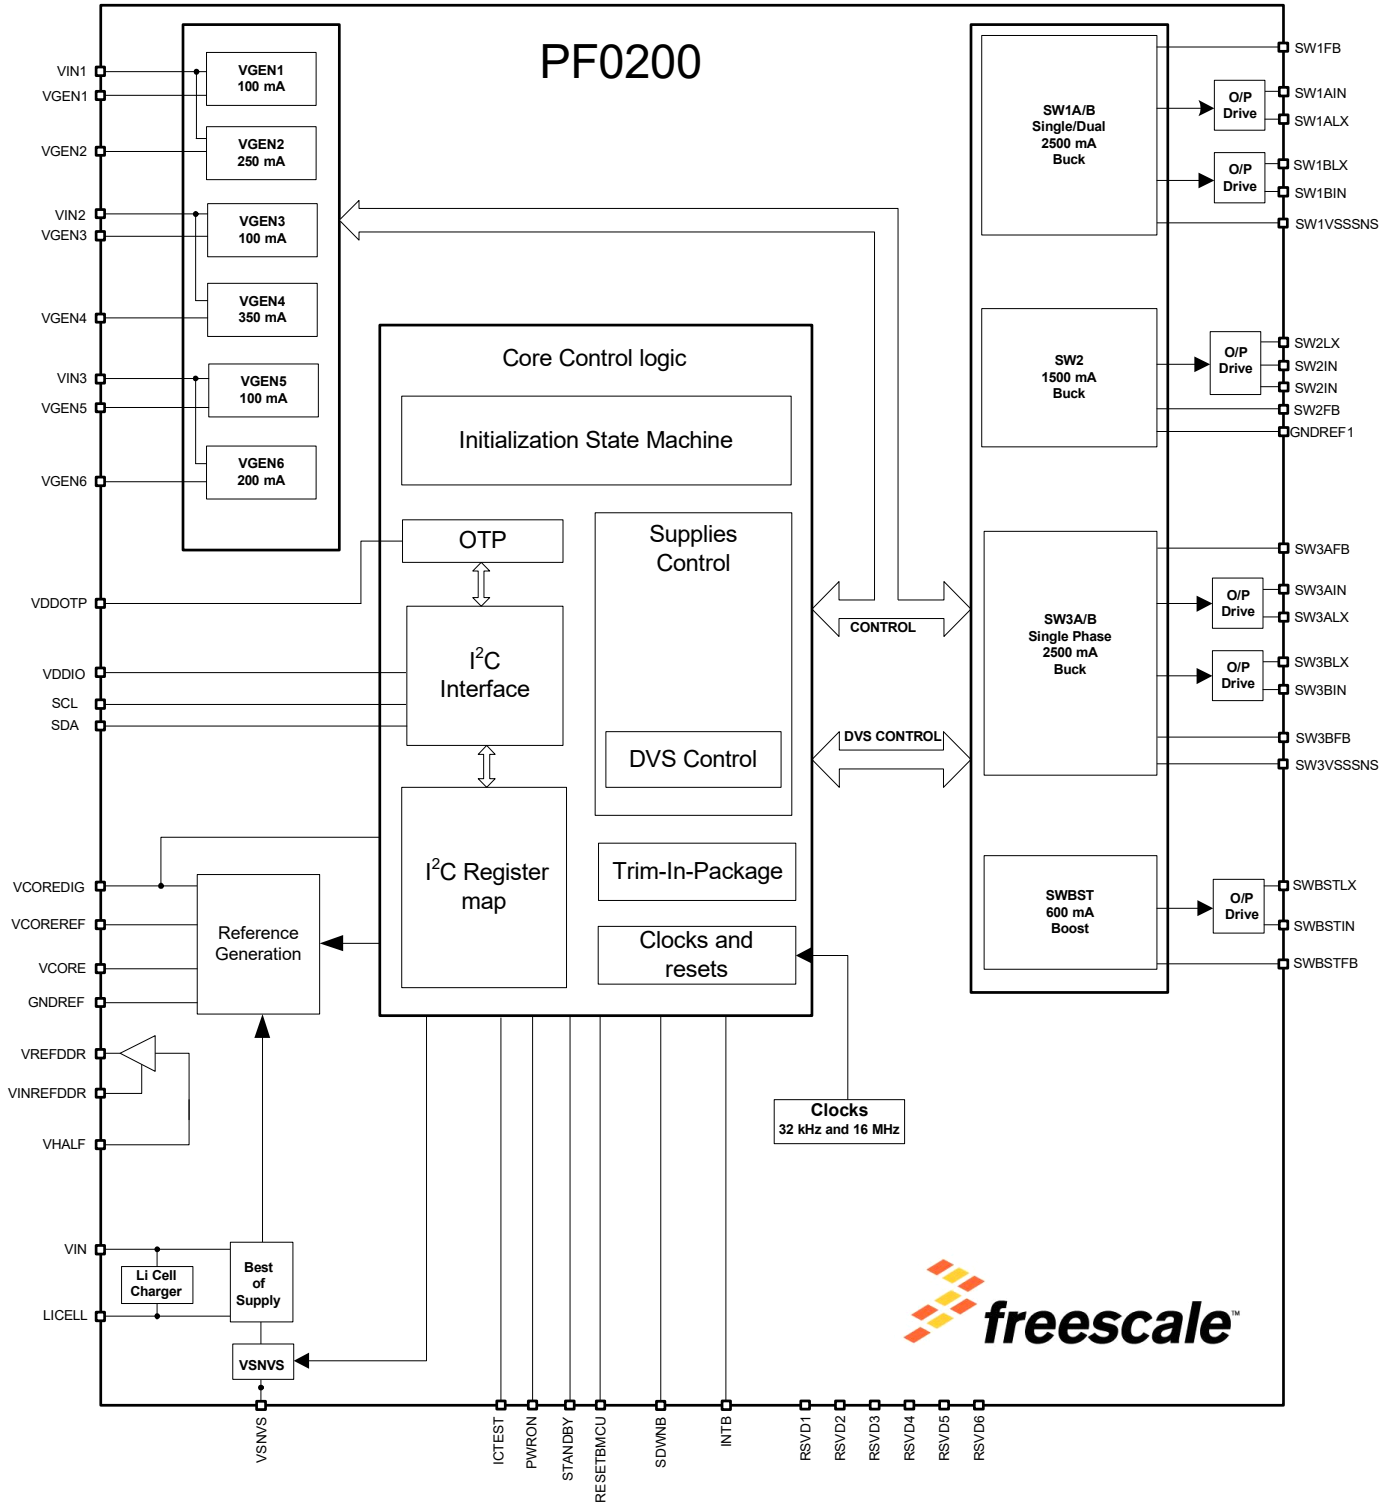 PF0200
VIN1
VGEN1
VGEN2
VIN2
VGEN3
VGEN4
VIN3
VGEN5
VGEN6
VDDOTP
VDDIO
SCL
SDA
VCOREDIG
VCOREREF
VCORE
GNDREF
VREFDDR
VINREFDDR
VHALF
VIN
LICELL
VGEN1
100 mA
VGEN2
250 mA
VGEN3
100 mA
VGEN4
350 mA
VGEN5
100 mA
VGEN6
200 mA
Core Control logic
Initialization State Machine
OTP
I2C
Interface
I2C Register
map
Supplies
Control
DVS Control
Trim-In-Package
Clocks and
resets
Reference
Generation
Clocks
32 kHz and 16 MHz
Li Cell
Charger
Best
of
Supply
VSNVS
CONTROL
DVS CONTROL
SW1A/B
Single/Dual
2500 mA
Buck
O/P
Drive
O/P
Drive
SW2
1500 mA
Buck
O/P
Drive
SW3A/B
Single Phase
2500 mA
Buck
O/P
Drive
O/P
Drive
SWBST
600 mA
Boost
O/P
Drive
SW1FB
SW1AIN
SW1ALX
SW1BLX
SW1BIN
SW1VSSSNS
SW2LX
SW2IN
SW2IN
SW2FB
GNDREF1
SW3AFB
SW3AIN
SW3ALX
SW3BLX
SW3BIN
SW3BFB
SW3VSSSNS
SWBSTLX
SWBSTIN
SWBSTFB
freescale™
VSNVS
ICTEST
PWRON
STANDBY
RESETBMCU
SDWNB
INTB
RSVD1
RSVD2
RSVD3
RSVD4
RSVD5
RSVD6